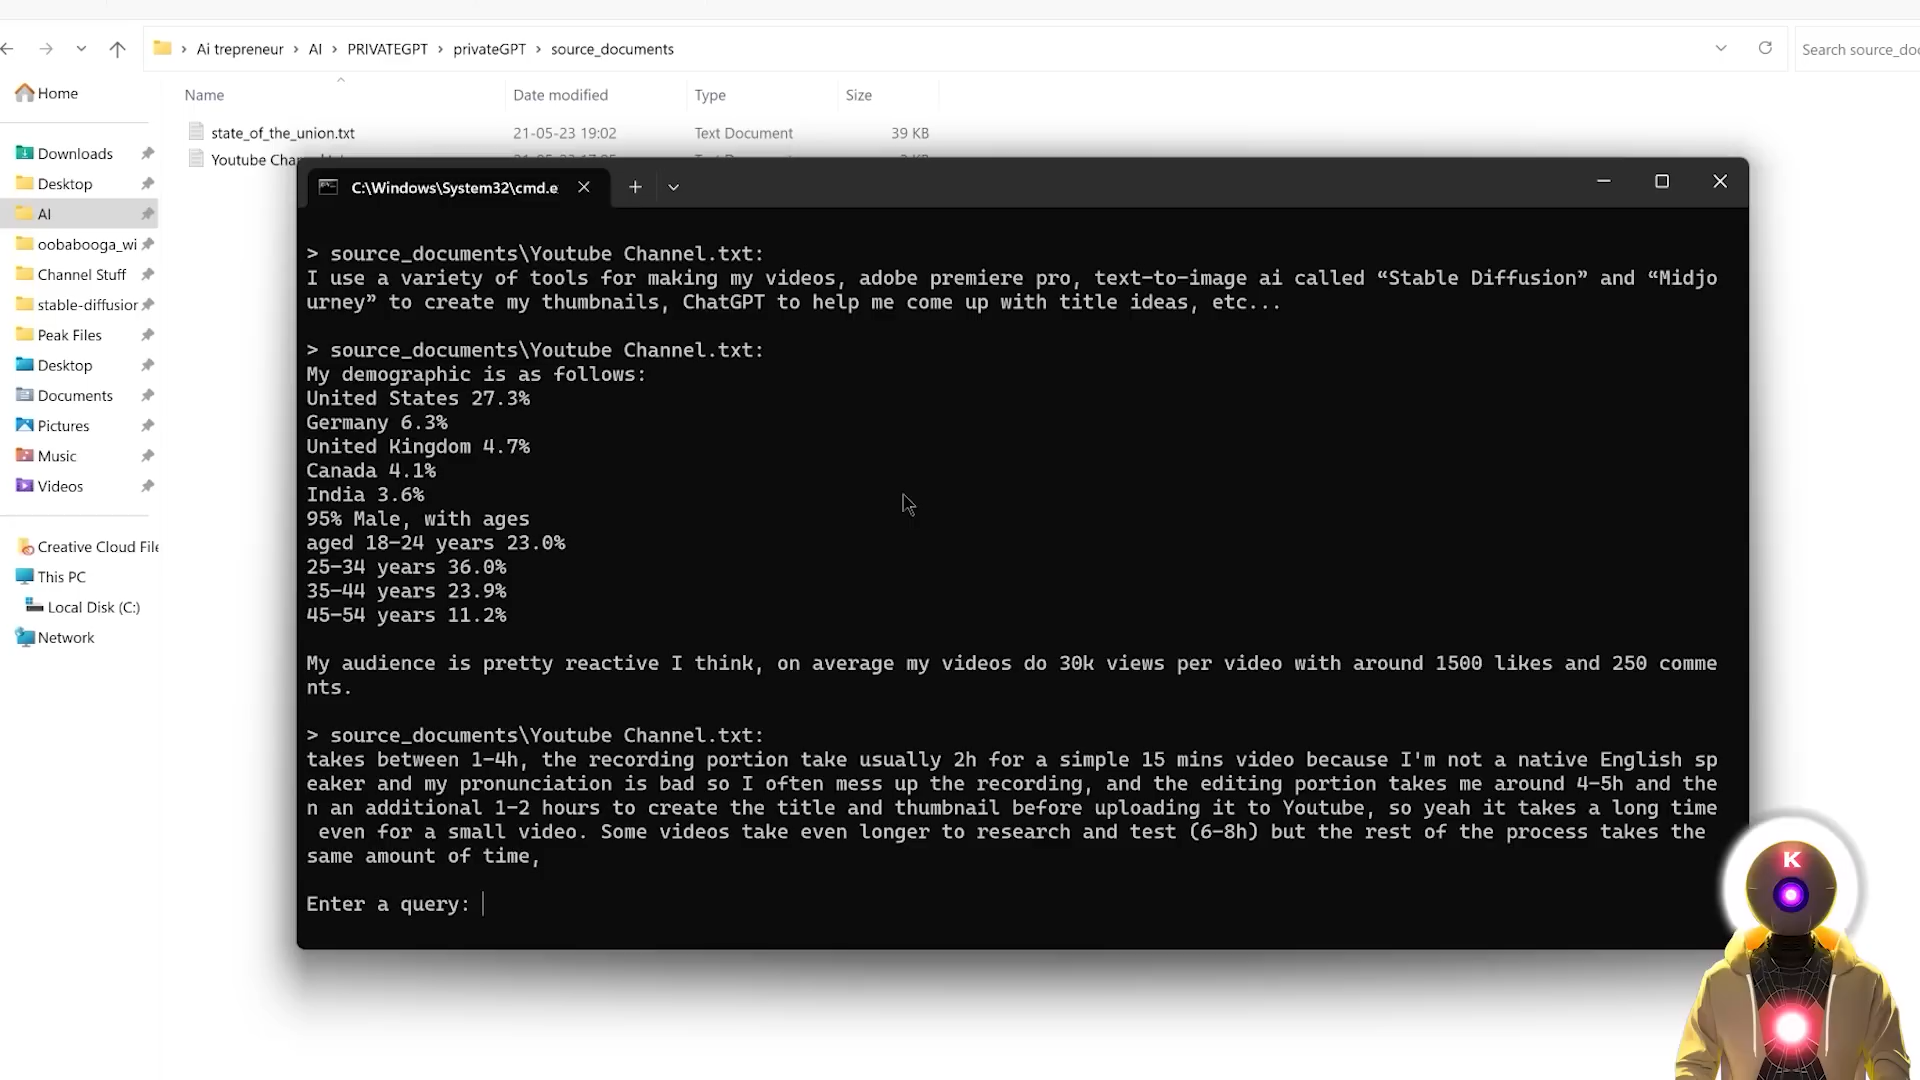 Ai trepreneur > AI > PRIVATEGPT > privateGPT > source_documents
Search source_doc
Home
Name Date modified Type Size
state_of_the_union.txt 21-05-23 19:02 Text Document 39 KB
Youtube Cha
Downloads
Desktop
AI
oobabooga_wi
Channel Stuff
stable-diffusion
Peak Files
Desktop
Documents
Pictures
Music
Videos
Creative Cloud File
This PC
Local Disk (C:)
Network
C:\Windows\System32\cmd.e
> source_documents\Youtube Channel.txt:
I use a variety of tools for making my videos, adobe premiere pro, text-to-image ai called “Stable Diffusion” and “Midjo
urney” to create my thumbnails, ChatGPT to help me come up with title ideas, etc...
> source_documents\Youtube Channel.txt:
My demographic is as follows:
United States 27.3%
Germany 6.3%
United Kingdom 4.7%
Canada 4.1%
India 3.6%
95% Male, with ages
aged 18-24 years 23.0%
25-34 years 36.0%
35-44 years 23.9%
45-54 years 11.2%
My audience is pretty reactive I think, on average my videos do 30k views per video with around 1500 likes and 250 comme
nts.
> source_documents\Youtube Channel.txt:
takes between 1-4h, the recording portion take usually 2h for a simple 15 mins video because I'm not a native English sp
eaker and my pronunciation is bad so I often mess up the recording, and the editing portion takes me around 4-5h and the
n an additional 1-2 hours to create the title and thumbnail before uploading it to Youtube, so yeah it takes a long time
even for a small video. Some videos take even longer to research and test (6-8h) but the rest of the process takes the
same amount of time,
Enter a query:
K